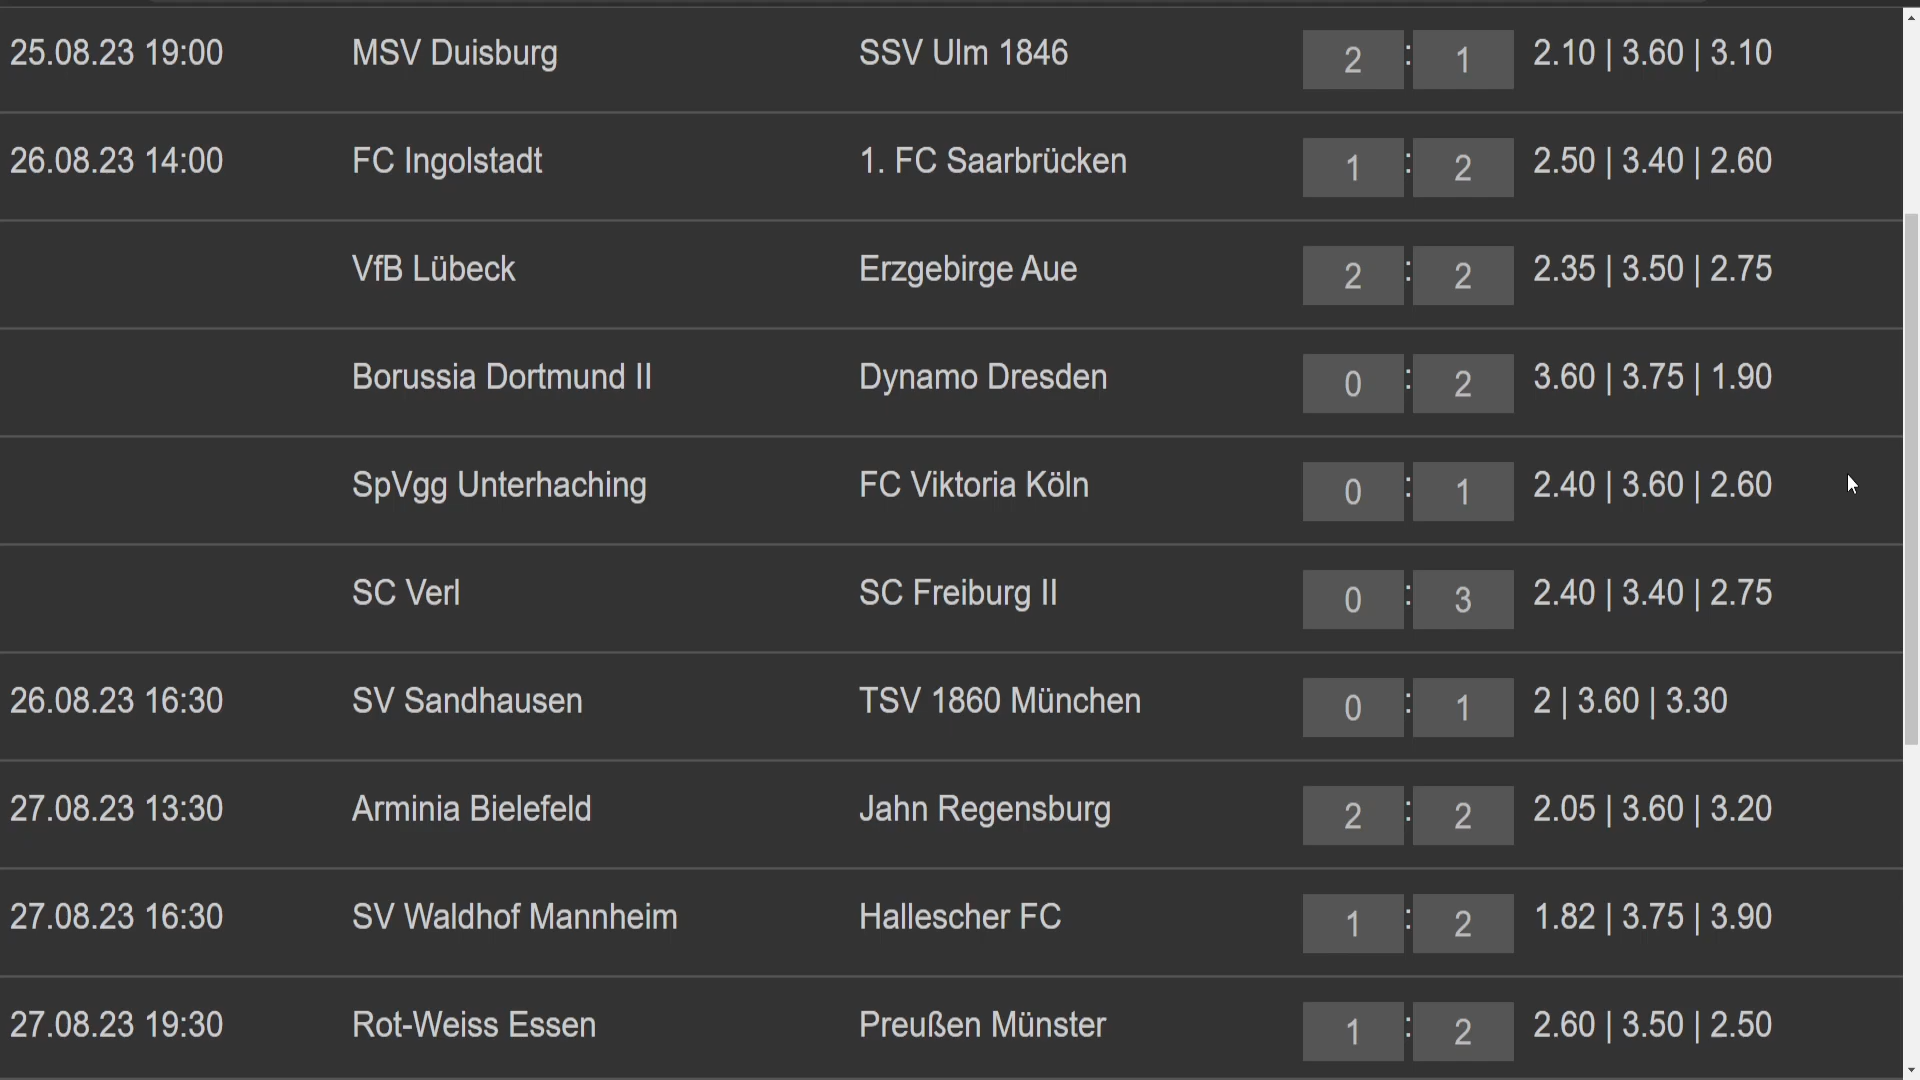 25.08.23 19:00 MSV Duisburg SSV Ulm 1846 2 : 1 2.10 | 3.60 | 3.10
26.08.23 14:00 FC Ingolstadt 1. FC Saarbrücken 1 : 2 2.50 | 3.40 | 2.60
VfB Lübeck Erzgebirge Aue 2 : 2 2.35 | 3.50 | 2.75
Borussia Dortmund II Dynamo Dresden 0 : 2 3.60 | 3.75 | 1.90
SpVgg Unterhaching FC Viktoria Köln 0 : 1 2.40 | 3.60 | 2.60
SC Verl SC Freiburg II 0 : 3 2.40 | 3.40 | 2.75
26.08.23 16:30 SV Sandhausen TSV 1860 München 0 : 1 2 | 3.60 | 3.30
27.08.23 13:30 Arminia Bielefeld Jahn Regensburg 2 : 2 2.05 | 3.60 | 3.20
27.08.23 16:30 SV Waldhof Mannheim Hallescher FC 1 : 2 1.82 | 3.75 | 3.90
27.08.23 19:30 Rot-Weiss Essen Preußen Münster 1 : 2 2.60 | 3.50 | 2.50